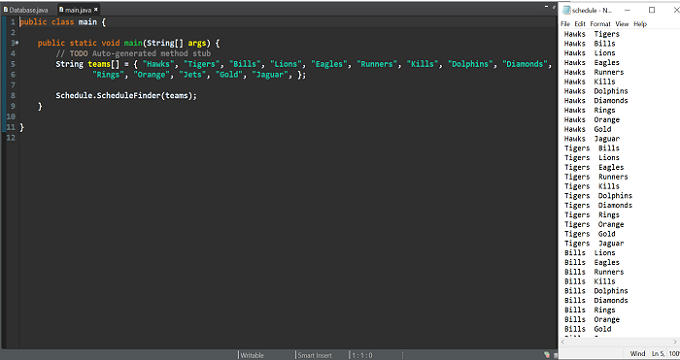 Database.java
main.java
1 public class main {
2
3 public static void main(String[] args) {
4 // TODO Auto-generated method stub
5 String teams[] = { "Hawks", "Tigers", "Bills", "Lions", "Eagles", "Runners", "Kills", "Dolphins", "Diamonds",
6 "Rings", "Orange", "Jets", "Gold", "Jaguar", };
7
8 Schedule.ScheduleFinder(teams);
9 }
10
11 }
12
Writable Smart Insert 1 : 1 : 0
schedule - N...
File Edit Format View Help
Hawks Tigers
Hawks Bills
Hawks Lions
Hawks Eagles
Hawks Runners
Hawks Kills
Hawks Dolphins
Hawks Diamonds
Hawks Rings
Hawks Orange
Hawks Gold
Hawks Jaguar
Tigers Bills
Tigers Lions
Tigers Eagles
Tigers Runners
Tigers Kills
Tigers Dolphins
Tigers Diamonds
Tigers Rings
Tigers Orange
Tigers Gold
Tigers Jaguar
Bills Lions
Bills Eagles
Bills Runners
Bills Kills
Bills Dolphins
Bills Diamonds
Bills Rings
Bills Orange
Bills Gold
Wind Ln 5, 100